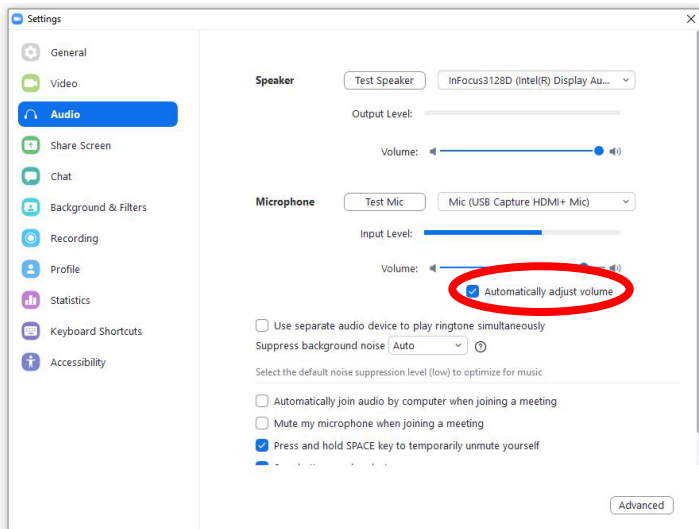 Settings
General
Video
Audio
Share Screen
Chat
Background & Filters
Recording
Profile
Statistics
Keyboard Shortcuts
Accessibility
Speaker
Test Speaker
InFocus3128D (Intel(R) Display Au...
Output Level:
Volume:
Microphone
Test Mic
Mic (USB Capture HDMI+ Mic)
Input Level:
Volume:
Automatically adjust volume
Use separate audio device to play ringtone simultaneously
Suppress background noise Auto
Select the default noise suppression level (low) to optimize for music
Automatically join audio by computer when joining a meeting
Mute my microphone when joining a meeting
Press and hold SPACE key to temporarily unmute yourself
Advanced